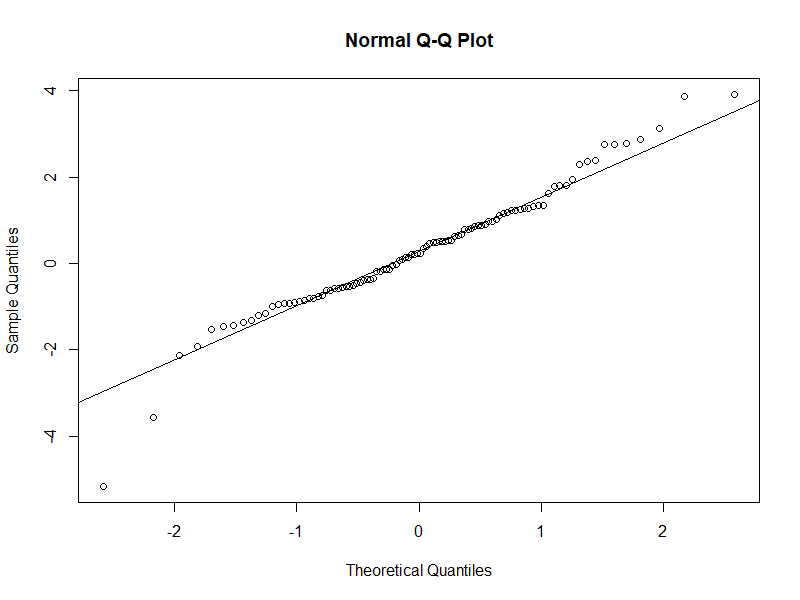 Normal Q-Q Plot
4
2
0
-2
-4
Sample Quantiles
-2 -1 0 1 2
Theoretical Quantiles